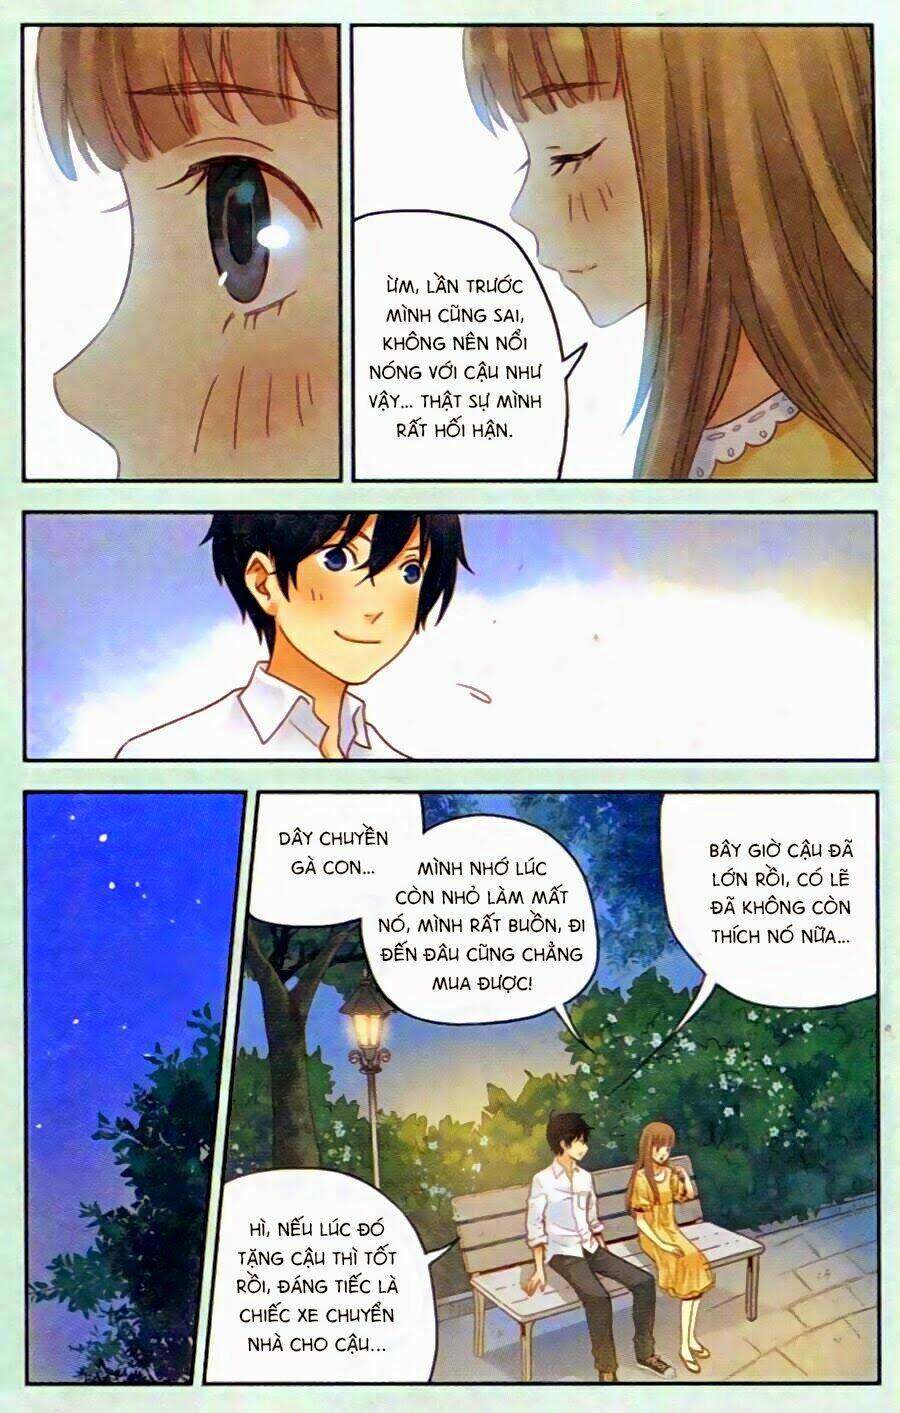 ỪM, LẦN TRƯỚC
MÌNH CŨNG SAI,
KHÔNG NÊN NỔI
NÓNG VỚI CẬU NHƯ
VẬY... THẬT SỰ MÌNH
RẤT HỐI HẬN.
DÂY CHUYỀN
GÀ CON...
MÌNH NHỚ LÚC
CÒN NHỎ LÀM MẤT
NÓ, MÌNH RẤT BUỒN, ĐI
ĐẾN ĐÂU CŨNG CHẲNG
MUA ĐƯỢC!
BÂY GIỜ CẬU ĐÃ
LỚN RỒI, CÓ LẼ
ĐÃ KHÔNG CÒN
THÍCH NÓ NỮA...
HÌ, NẾU LÚC ĐÓ
TẶNG CẬU THÌ TỐT
RỒI, ĐÁNG TIẾC LÀ
CHIẾC XE CHUYỂN
NHÀ CHO CẬU...